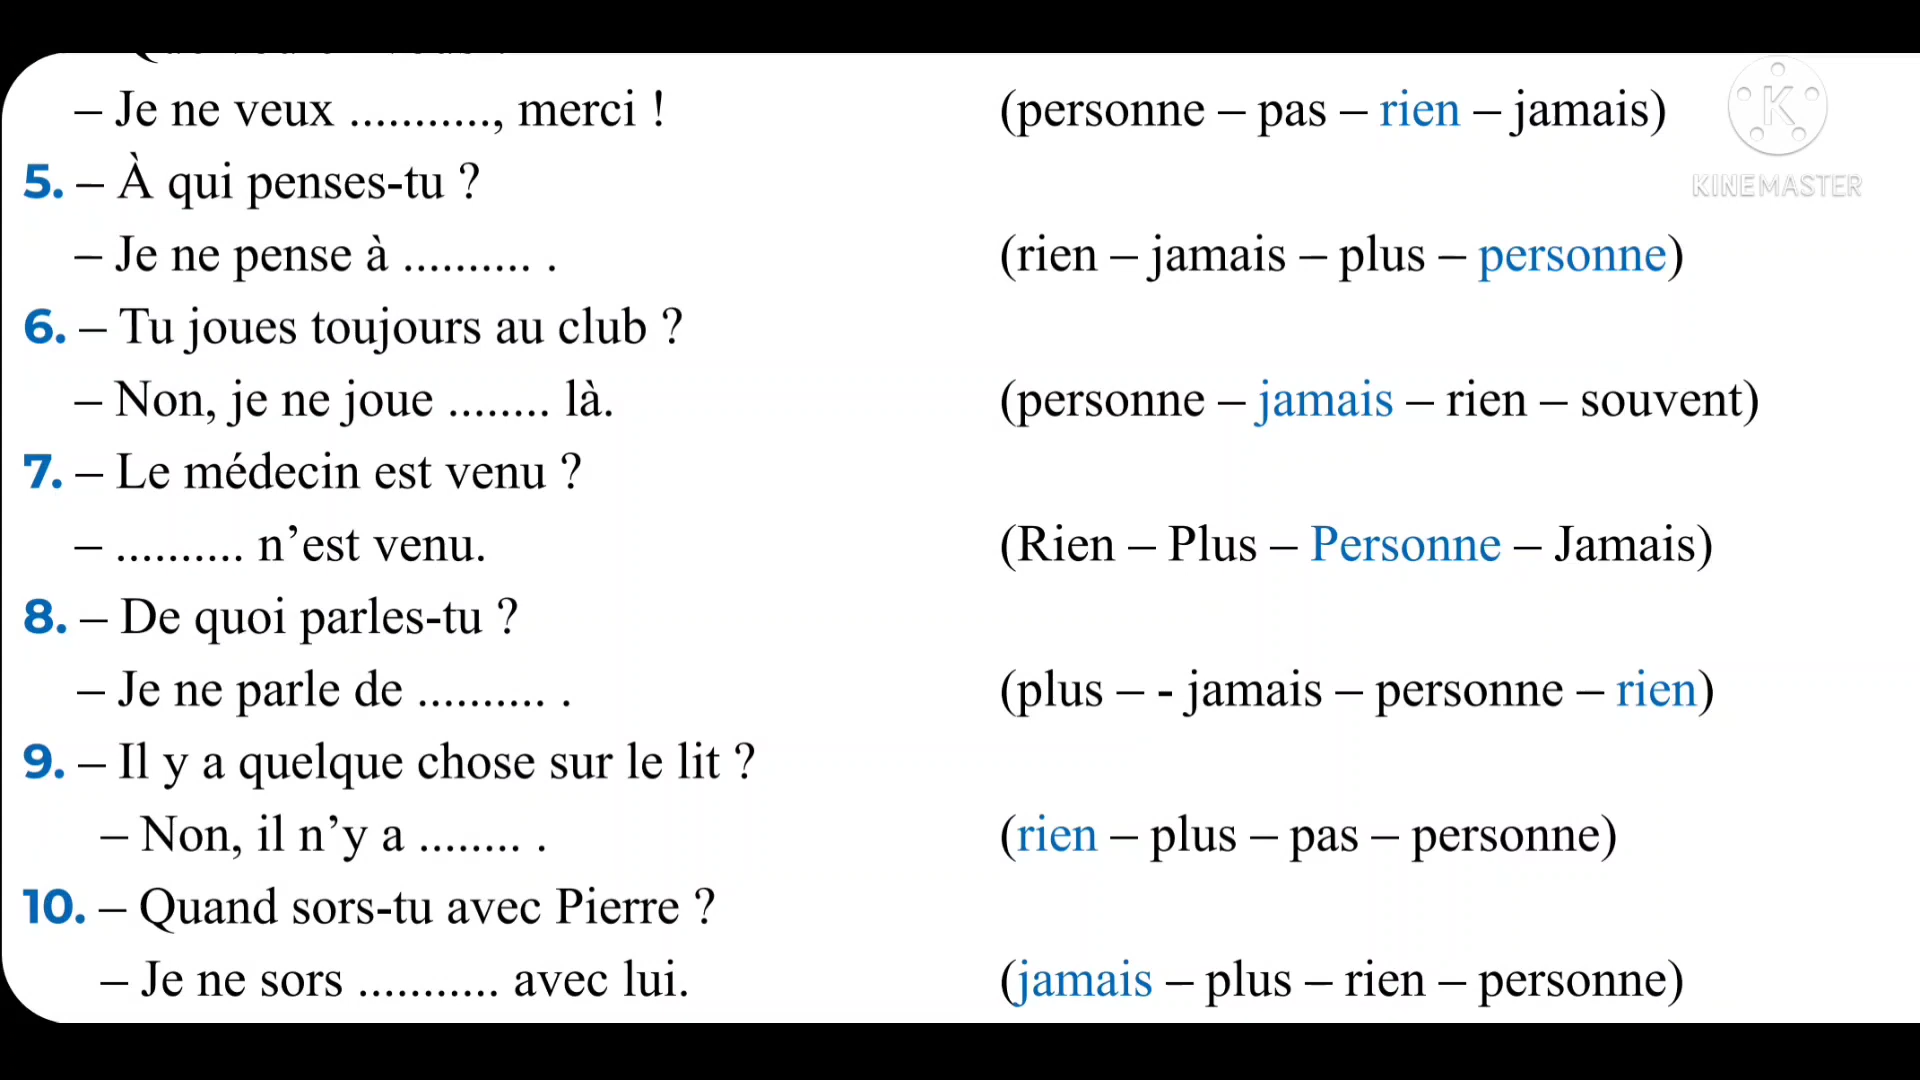 – Je ne veux ..........., merci ! (personne – pas – rien – jamais)
KINEMASTER
5. – À qui penses-tu ?
– Je ne pense à .......... . (rien – jamais – plus – personne)
6. – Tu joues toujours au club ?
– Non, je ne joue ........ là. (personne – jamais – rien – souvent)
7. – Le médecin est venu ?
– .......... n’est venu. (Rien – Plus – Personne – Jamais)
8. – De quoi parles-tu ?
– Je ne parle de .......... . (plus – - jamais – personne – rien)
9. – Il y a quelque chose sur le lit ?
– Non, il n’y a ........ . (rien – plus – pas – personne)
10. – Quand sors-tu avec Pierre ?
– Je ne sors ........... avec lui. (jamais – plus – rien – personne)